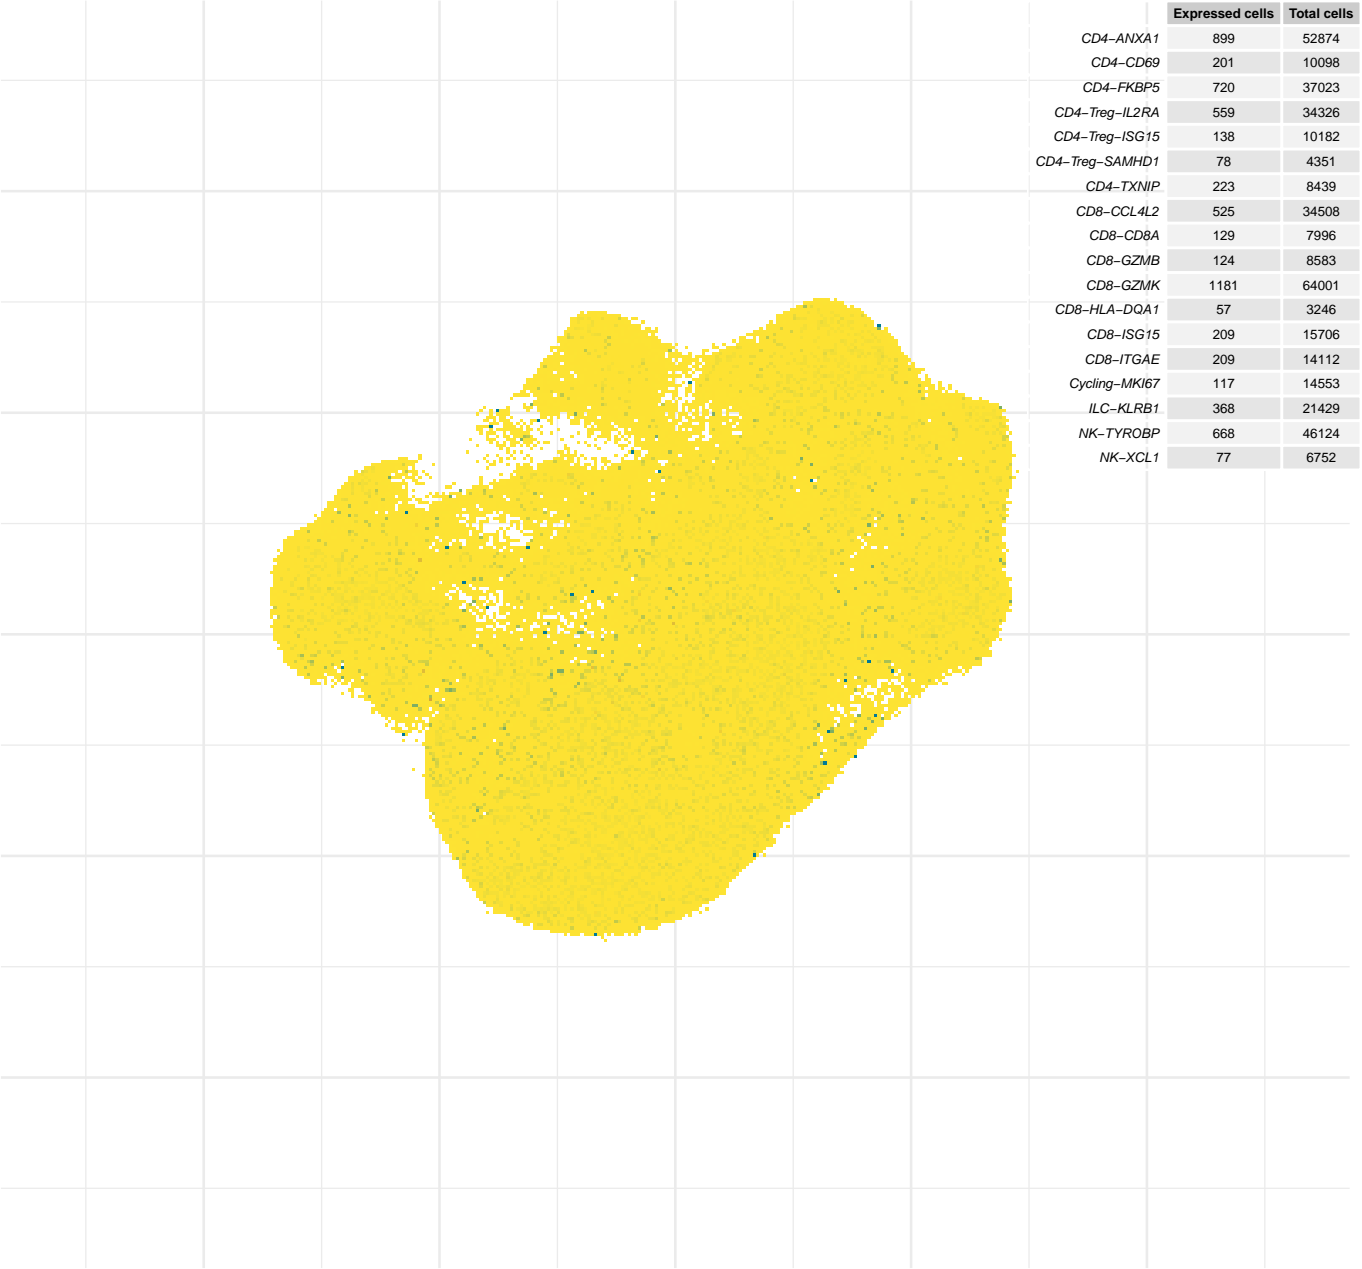 Expressed cells Total cells
CD4−ANXA1 899 52874
CD4−CD69 201 10098
CD4−FKBP5 720 37023
CD4−Treg−IL2RA 559 34326
CD4−Treg−ISG15 138 10182
CD4−Treg−SAMHD1 78 4351
CD4−TXNIP 223 8439
CD8−CCL4L2 525 34508
CD8−CD8A 129 7996
CD8−GZMB 124 8583
CD8−GZMK 1181 64001
CD8−HLA−DQA1 57 3246
CD8−ISG15 209 15706
CD8−ITGAE 209 14112
Cycling−MKI67 117 14553
ILC−KLRB1 368 21429
NK−TYROBP 668 46124
NK−XCL1 77 6752